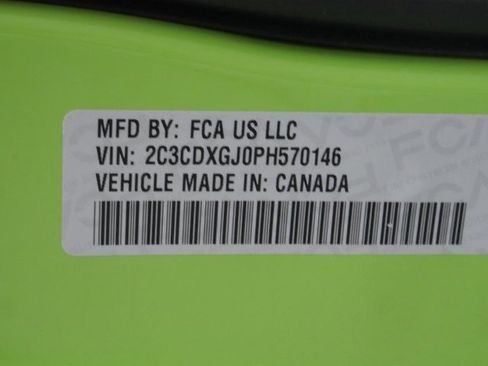 MFD BY: FCA US LLC
VIN: 2C3CDXGJ0PH570146
VEHICLE MADE IN: CANADA